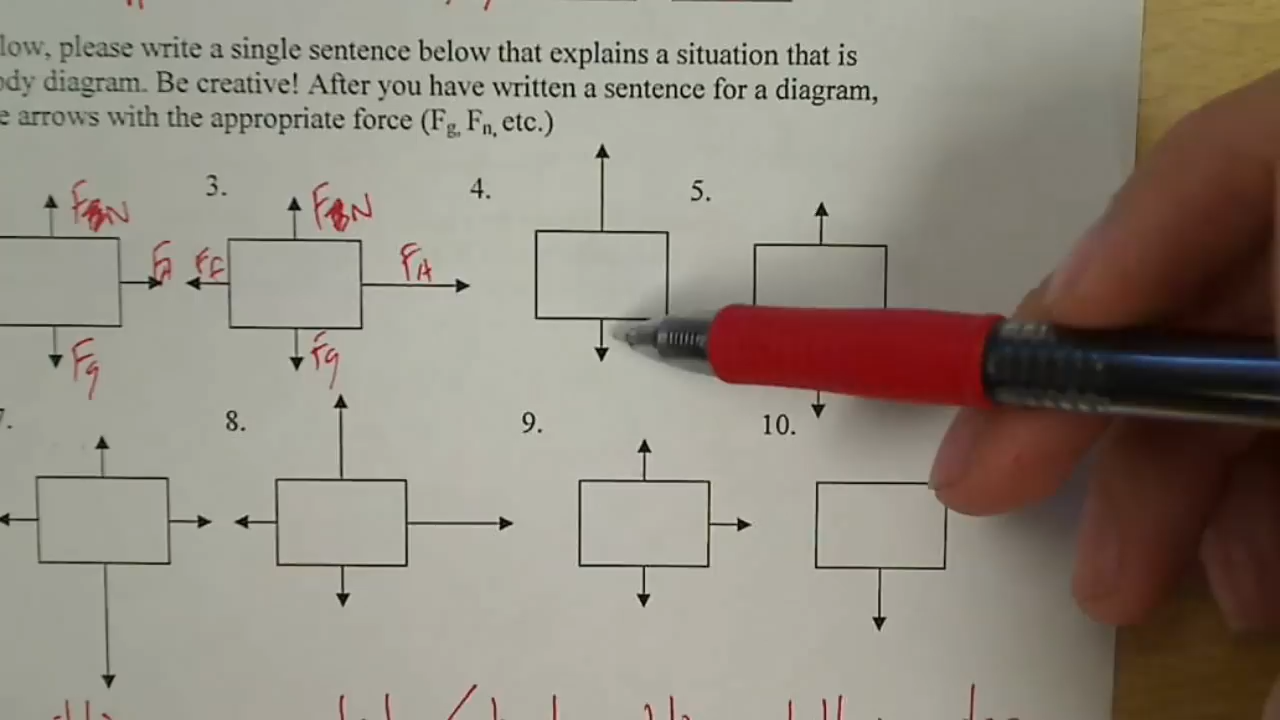 low, please write a single sentence below that explains a situation that is
ody diagram. Be creative! After you have written a sentence for a diagram,
e arrows with the appropriate force (Fg, Fn, etc.)
3. 4. 5.
FN FN
Ff FA
Fg Fg
7. 8. 9. 10.